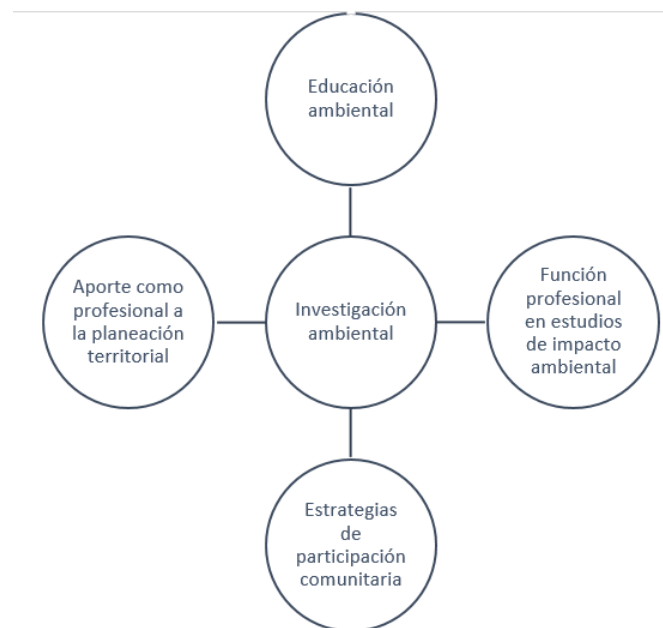 Educación
ambiental
Aporte como
profesional a
la planeación
territorial
Investigación
ambiental
Función
profesional
en estudios
de impacto
ambiental
Estrategias
de
participación
comunitaria